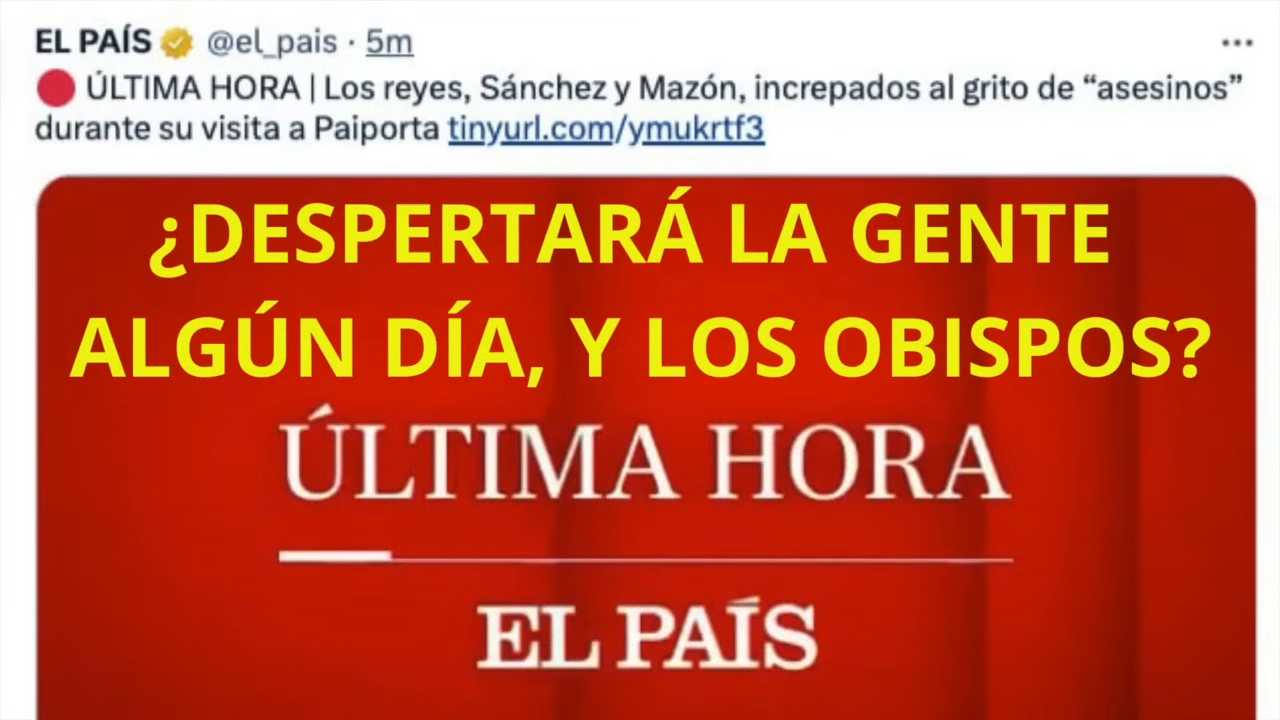 EL PAÍS @el_pais · 5m
ÚLTIMA HORA | Los reyes, Sánchez y Mazón, increpados al grito de “asesinos”
durante su visita a Paiporta tinyurl.com/ymukrtf3
¿DESPERTARÁ LA GENTE
ALGÚN DÍA, Y LOS OBISPOS?
ÚLTIMA HORA
EL PAÍS